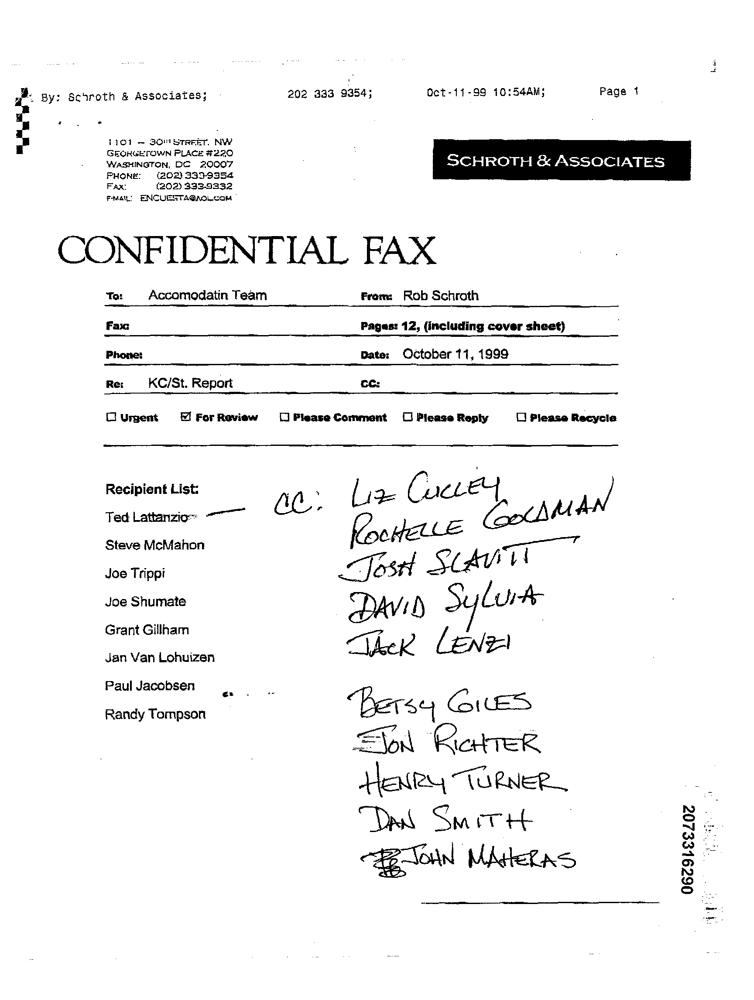 By: Schroth & Associates; 202 333 9354; Oct-11-99 10:54AM; Page 1
1101 – 30th STREET, NW
GEORGETOWN PLACE #220
WASHINGTON, DC 20007
PHONE: (202) 333-9354
FAX: (202) 333-9332
E-MAIL: ENCUESTA@AOL.COM
SCHROTH & ASSOCIATES
CONFIDENTIAL FAX
To: Accomodatin Team From: Rob Schroth
Fax: Pages: 12, (including cover sheet)
Phone: Date: October 11, 1999
Re: KC/St. Report CC:
☐ Urgent ☑ For Review ☐ Please Comment ☐ Please Reply ☐ Please Recycle
Recipient List:
Ted Lattanzio
Steve McMahon
Joe Trippi
Joe Shumate
Grant Gillham
Jan Van Lohuizen
Paul Jacobsen
Randy Tompson
CC: LIZ CULLEY
ROCHELLE GOLDMAN
JOSH SLAVITT
DAVID SYLVIA
JACK LENZI
BETSY GILES
JON RICHTER
HENRY TURNER
DAN SMITH
JOHN MAHERAS
2073316290